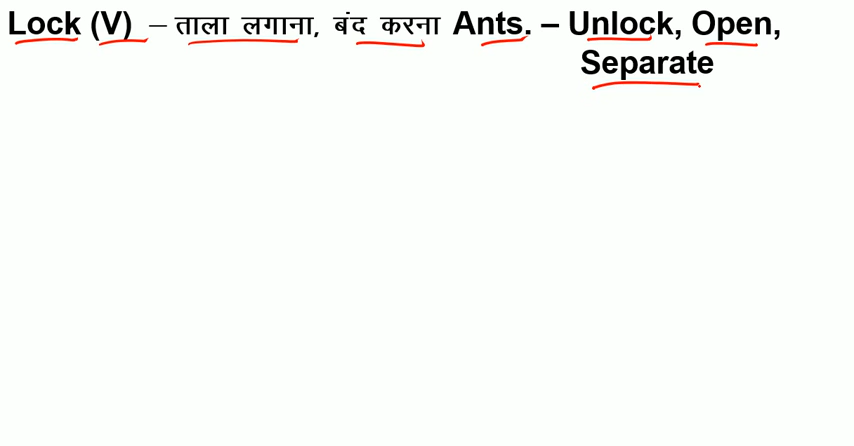 Lock (V) – ताला लगाना, बंद करना Ants. – Unlock, Open,
Separate